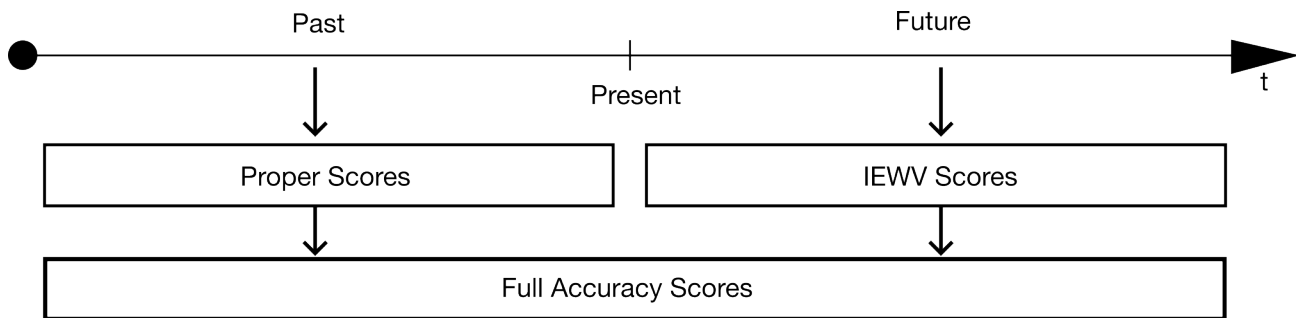 Past
Future
Present
t
Proper Scores
IEWV Scores
Full Accuracy Scores